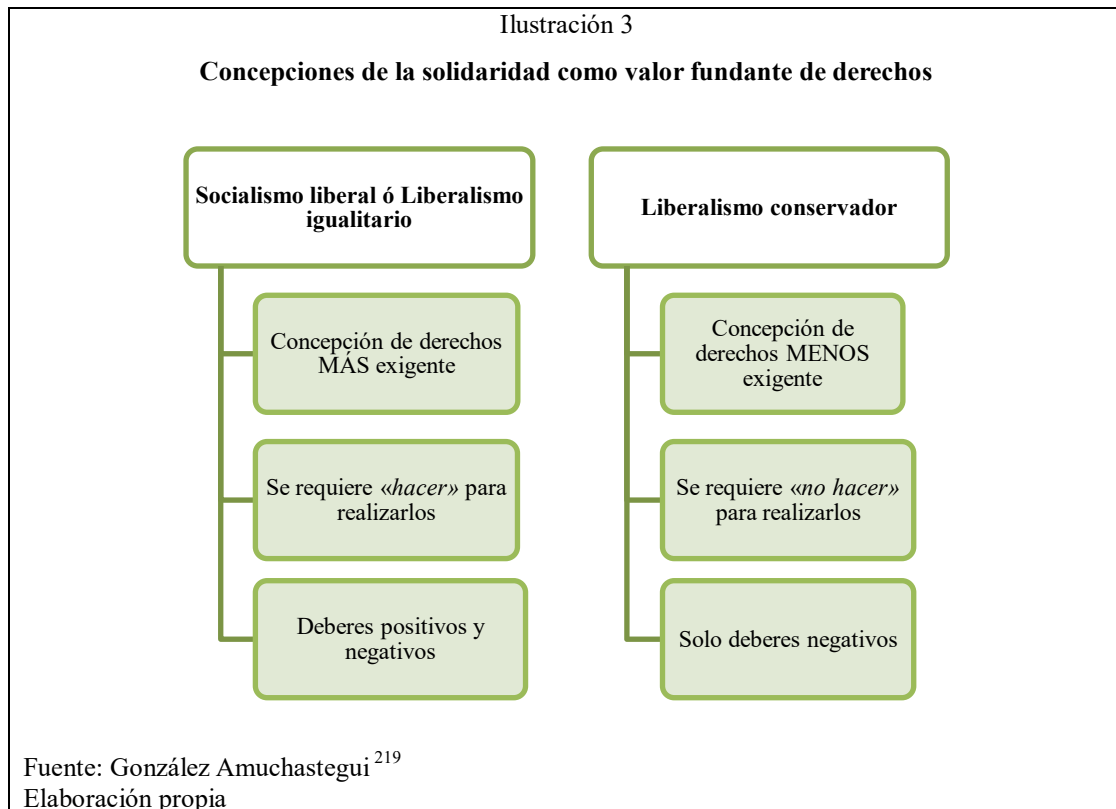 Ilustración 3
Concepciones de la solidaridad como valor fundante de derechos
Socialismo liberal ó Liberalismo
igualitario
Concepción de derechos
MÁS exigente
Se requiere «hacer» para
realizarlos
Deberes positivos y
negativos
Liberalismo conservador
Concepción de
derechos MENOS
exigente
Se requiere «no hacer»
para realizarlos
Solo deberes negativos
Fuente: González Amuchastegui 219
Elaboración propia